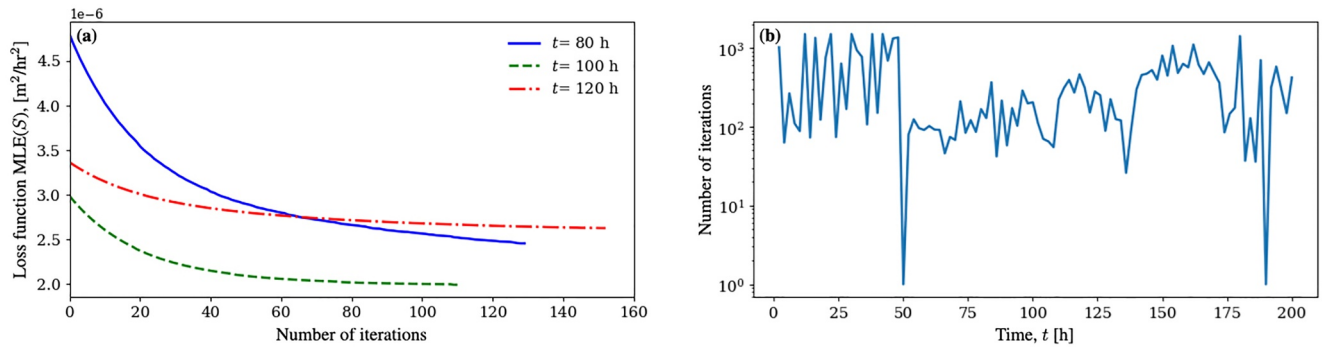 1e−6
(a)
Loss function MLE(S), [m²/hr²]
4.5
4.0
3.5
3.0
2.5
2.0
t= 80 h
t= 100 h
t= 120 h
0 20 40 60 80 100 120 140 160
Number of iterations
(b)
Number of iterations
10³
10²
10¹
10⁰
0 25 50 75 100 125 150 175 200
Time, t [h]